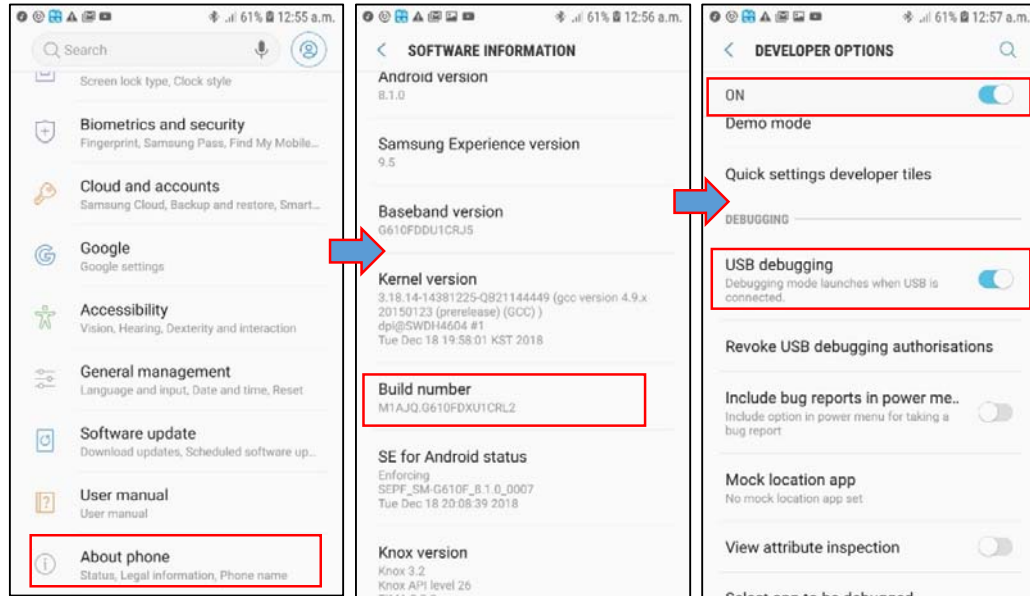 61% 12:55 a.m.
Search
Screen lock type, Clock style
Biometrics and security
Fingerprint, Samsung Pass, Find My Mobile...
Cloud and accounts
Samsung Cloud, Backup and restore, Smart...
Google
Google settings
Accessibility
Vision, Hearing, Dexterity and interaction
General management
Language and input, Date and time, Reset
Software update
Download updates, Scheduled software up...
User manual
User manual
About phone
Status, Legal information, Phone name
61% 12:56 a.m.
SOFTWARE INFORMATION
Android version
8.1.0
Samsung Experience version
9.5
Baseband version
G610FDDU1CRJ5
Kernel version
3.18.14-14381225-QB21144449 (gcc version 4.9.x
20150123 (prerelease) (GCC) )
dpi@SWDH4604 #1
Tue Dec 18 19:58:01 KST 2018
Build number
M1AJQ.G610FDXU1CRL2
SE for Android status
Enforcing
SEPF_SM-G610F_8.1.0_0007
Tue Dec 18 20:08:39 2018
Knox version
Knox 3.2
Knox API level 26
61% 12:57 a.m.
DEVELOPER OPTIONS
ON
Demo mode
Quick settings developer tiles
DEBUGGING
USB debugging
Debugging mode launches when USB is
connected.
Revoke USB debugging authorisations
Include bug reports in power me..
Include option in power menu for taking a
bug report
Mock location app
No mock location app set
View attribute inspection
Select app to be debugged